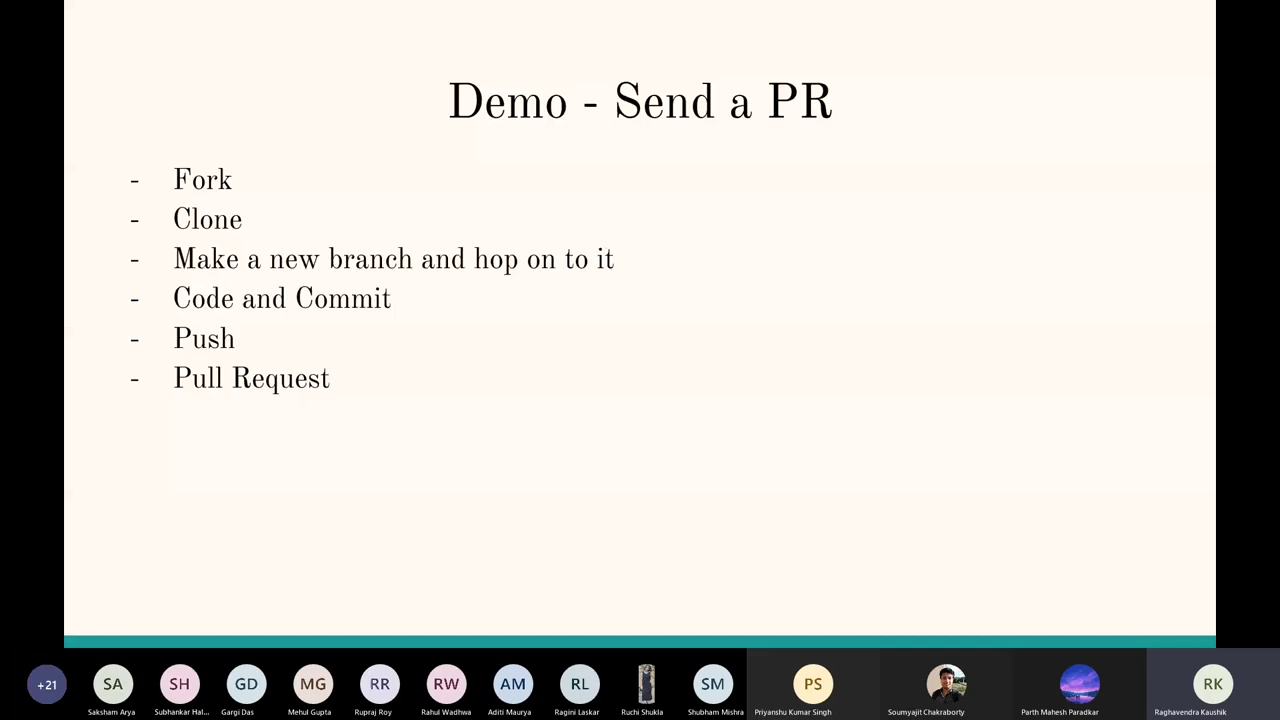 Demo - Send a PR
- Fork
- Clone
- Make a new branch and hop on to it
- Code and Commit
- Push
- Pull Request
+21 SA SH GD MG RR RW AM RL SM PS RK
Saksham Arya Subhankar Hal... Gargi Das Mehul Gupta Rupraj Roy Rahul Wadhwa Aditi Maurya Ragini Laskar Ruchi Shukla Shubham Mishra Priyanshu Kumar Singh Soumyajit Chakraborty Parth Mahesh Paradkar Raghavendra Kaushik